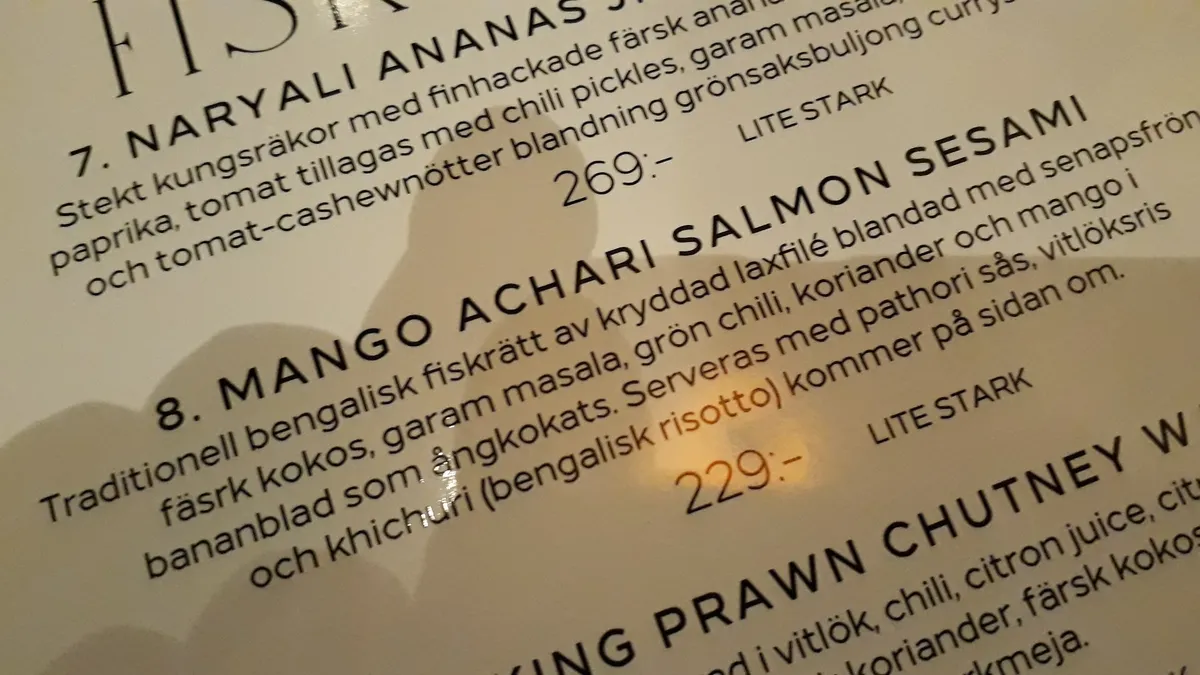 7. NARYALI ANANAS
Stekt kungsräkor med finhackade färsk
paprika, tomat tillagas med chili pickles, garam masala,
och tomat-cashewnötter blandning grönsaksbuljong
269:-
LITE STARK
8. MANGO ACHARI SALMON SESAMI
Traditionell bengalisk fiskrätt av kryddad laxfilé blandad med senapsfrön
fäsrk kokos, garam masala, grön chili, koriander och mango i
bananblad som ångkokats. Serveras med pathori sås, vitlöksris
och khichuri (bengalisk risotto) kommer på sidan om.
229:-
LITE STARK
KING PRAWN CHUTNEY
i vitlök, chili, citron juice,
koriander, färsk kokos